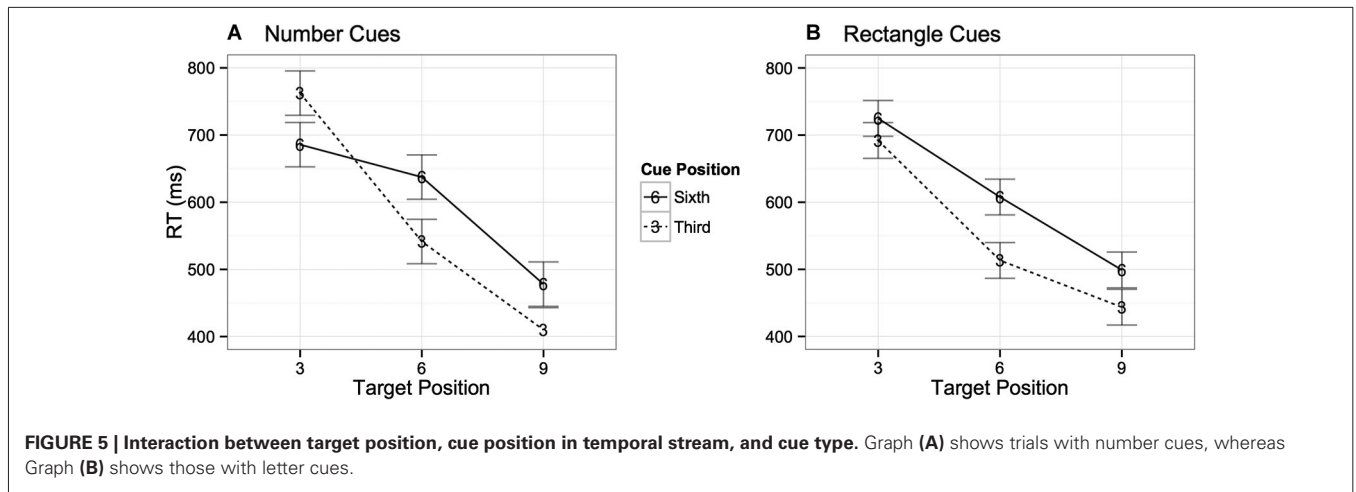 A Number Cues
B Rectangle Cues
800
700
600
500
400
RT (ms)
3
6
3
6
3
6
3 6 9
Target Position
Cue Position
6 Sixth
3 Third
800
700
600
500
400
6
3
6
3
6
3
3 6 9
Target Position
FIGURE 5 | Interaction between target position, cue position in temporal stream, and cue type. Graph (A) shows trials with number cues, whereas
Graph (B) shows those with letter cues.